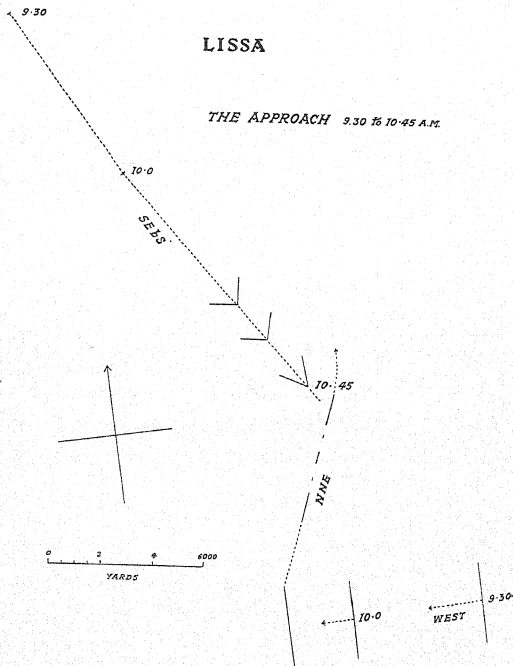 9·30
LISSA
THE APPROACH 9.30 to 10·45 A.M.
10·0
SEbS
10·45
NNE
0 2 4 6000
YARDS
10·0
WEST
9·30